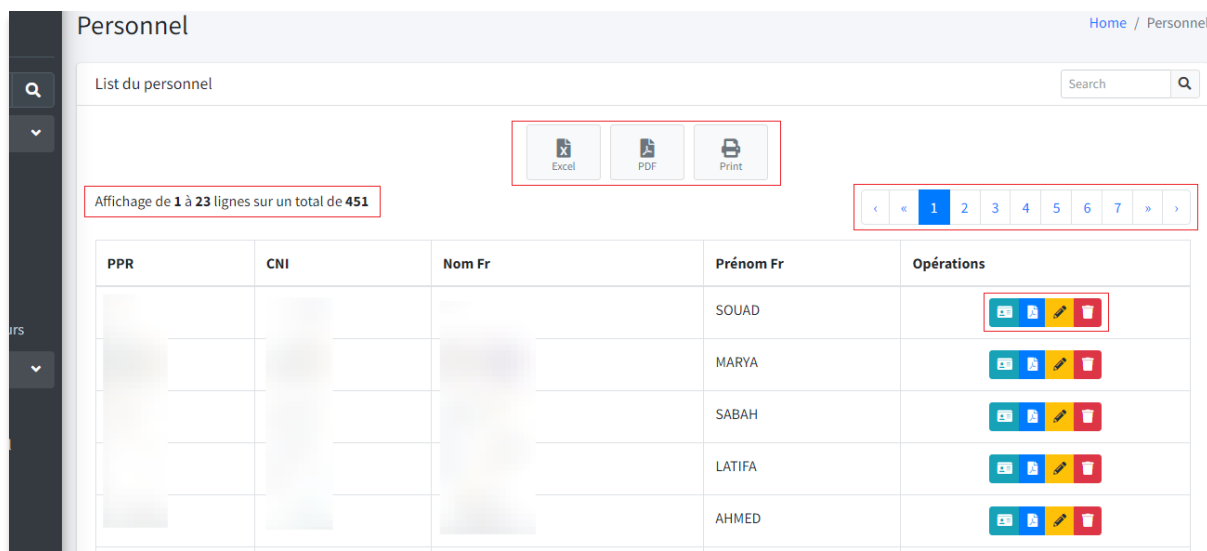 Personnel
Home / Personnel
List du personnel
Search
Excel PDF Print
Affichage de 1 à 23 lignes sur un total de 451
‹ « 1 2 3 4 5 6 7 » ›
PPR CNI Nom Fr Prénom Fr Opérations
SOUAD
urs
MARYA
SABAH
LATIFA
AHMED